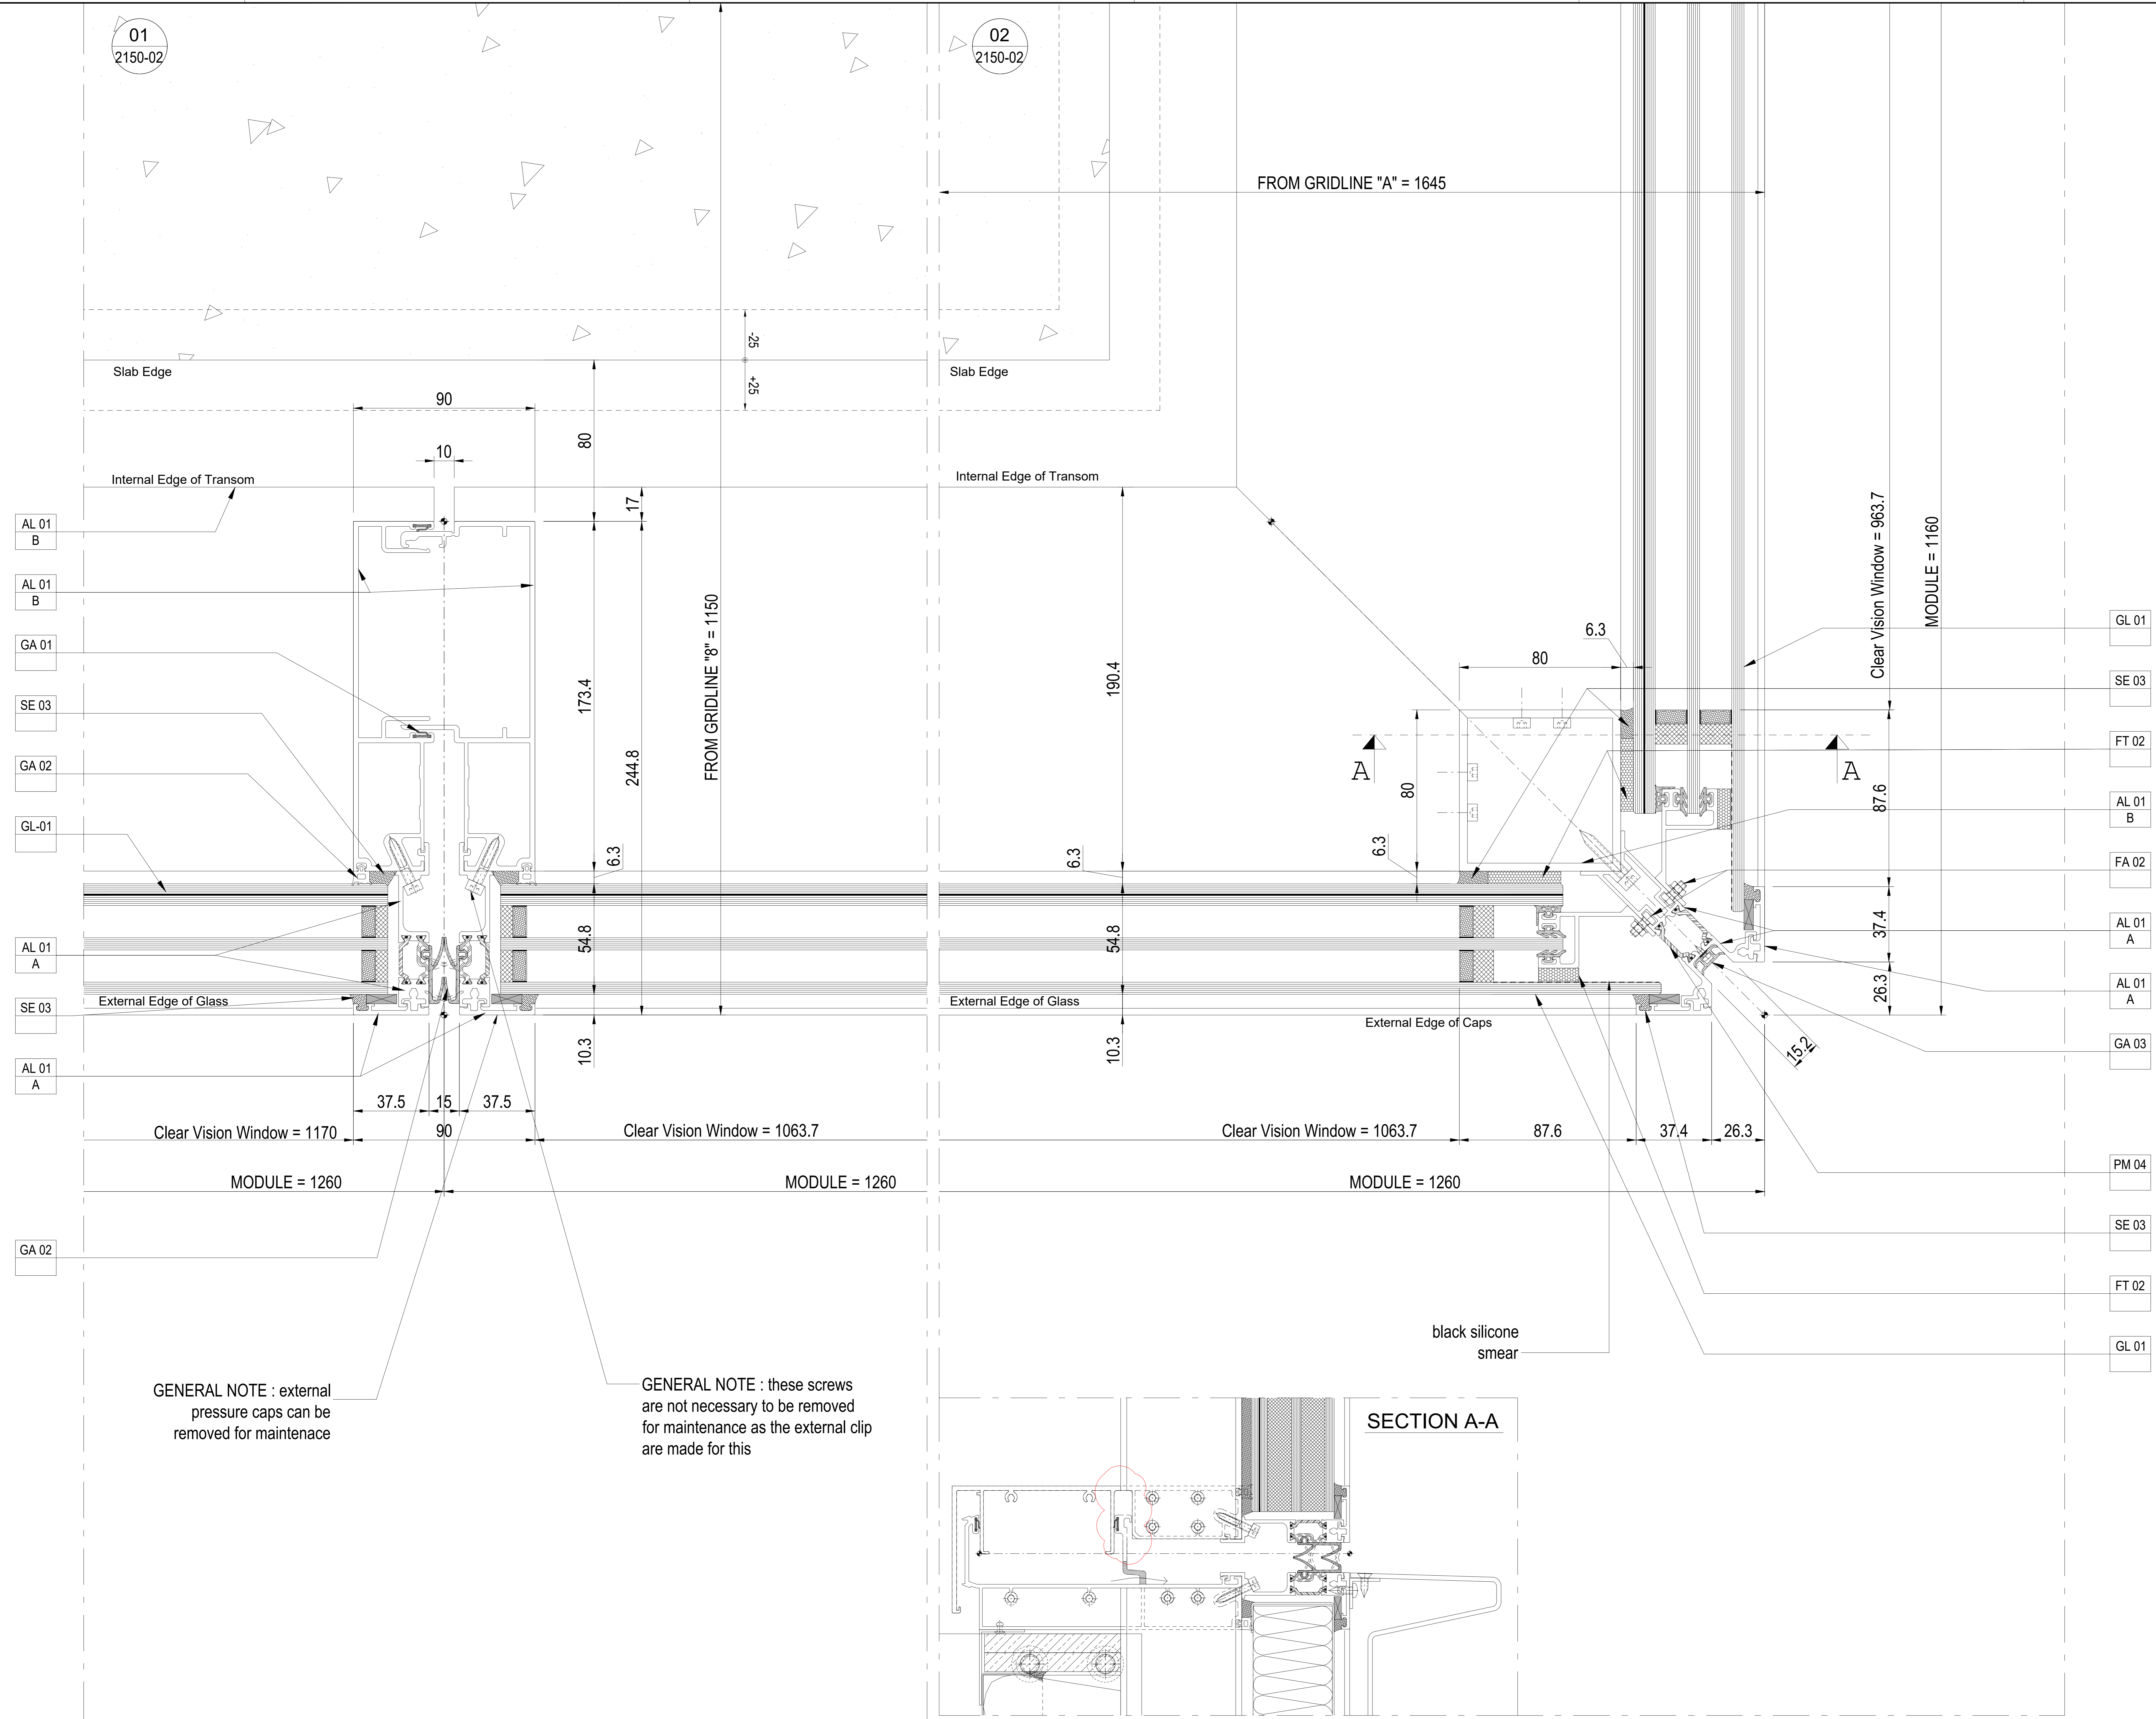 01
2150-02
02
2150-02
FROM GRIDLINE "A" = 1645
-25
+25
Slab Edge
Slab Edge
90
10
80
17
Internal Edge of Transom
Internal Edge of Transom
AL 01
B
AL 01
B
GA 01
SE 03
GA 02
GL-01
AL 01
A
SE 03
AL 01
A
GA 02
173.4
244.8
FROM GRIDLINE "8" = 1150
6.3
54.8
10.3
External Edge of Glass
37.5
15
37.5
Clear Vision Window = 1170
90
Clear Vision Window = 1063.7
MODULE = 1260
MODULE = 1260
GENERAL NOTE : external
pressure caps can be
removed for maintenace
GENERAL NOTE : these screws
are not necessary to be removed
for maintenance as the external clip
are made for this
190.4
6.3
54.8
10.3
External Edge of Glass
External Edge of Caps
80
6.3
80
6.3
A
A
Clear Vision Window = 963.7
MODULE = 1160
87.6
37.4
26.3
15.2
Clear Vision Window = 1063.7
87.6
37.4
26.3
MODULE = 1260
black silicone
smear
GL 01
SE 03
FT 02
AL 01
B
FA 02
AL 01
A
AL 01
A
GA 03
PM 04
SE 03
FT 02
GL 01
SECTION A-A